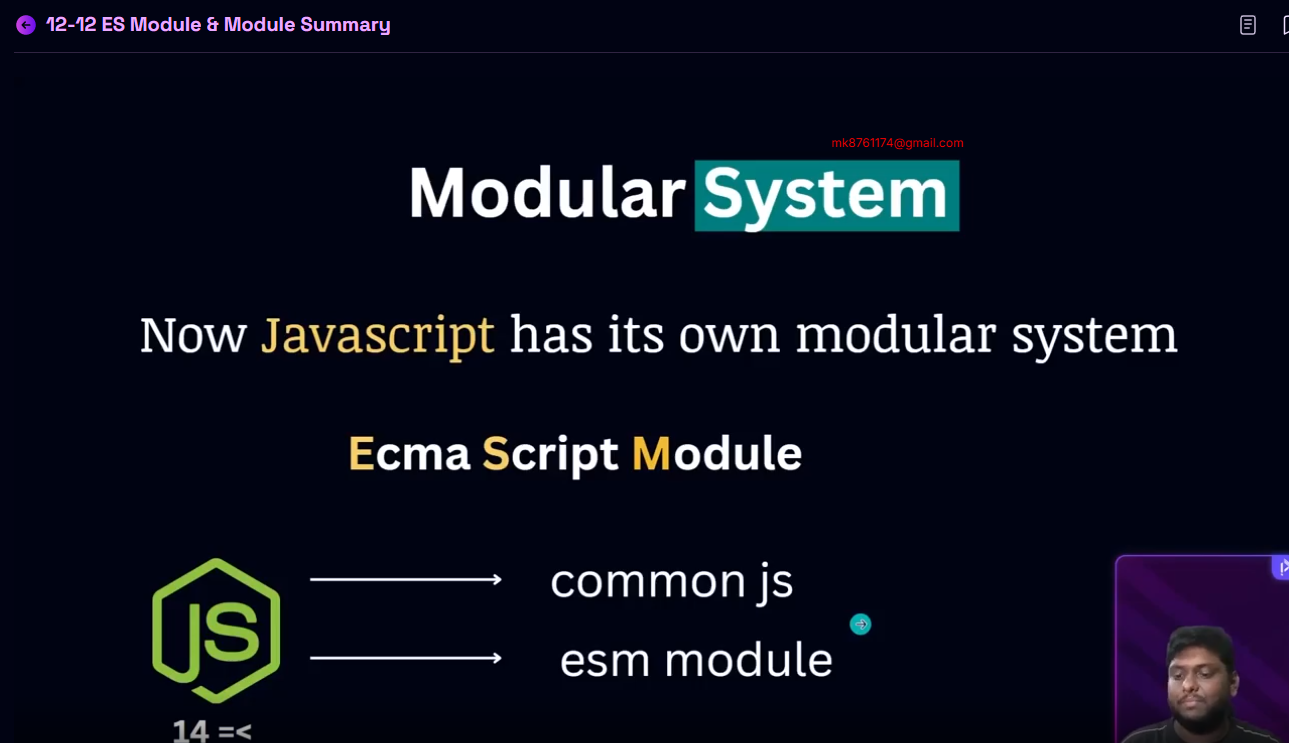 12-12 ES Module & Module Summary
mk8761174@gmail.com
Modular System
Now Javascript has its own modular system
Ecma Script Module
JS
common js
esm module
14 =<